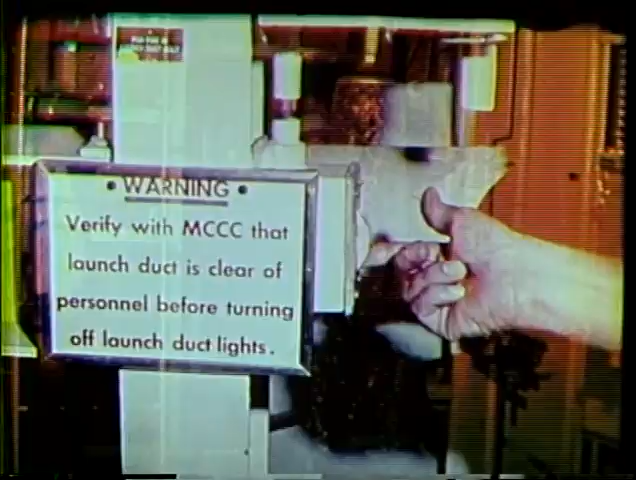 • WARNING •
Verify with MCCC that
launch duct is clear of
personnel before turning
off launch duct lights.